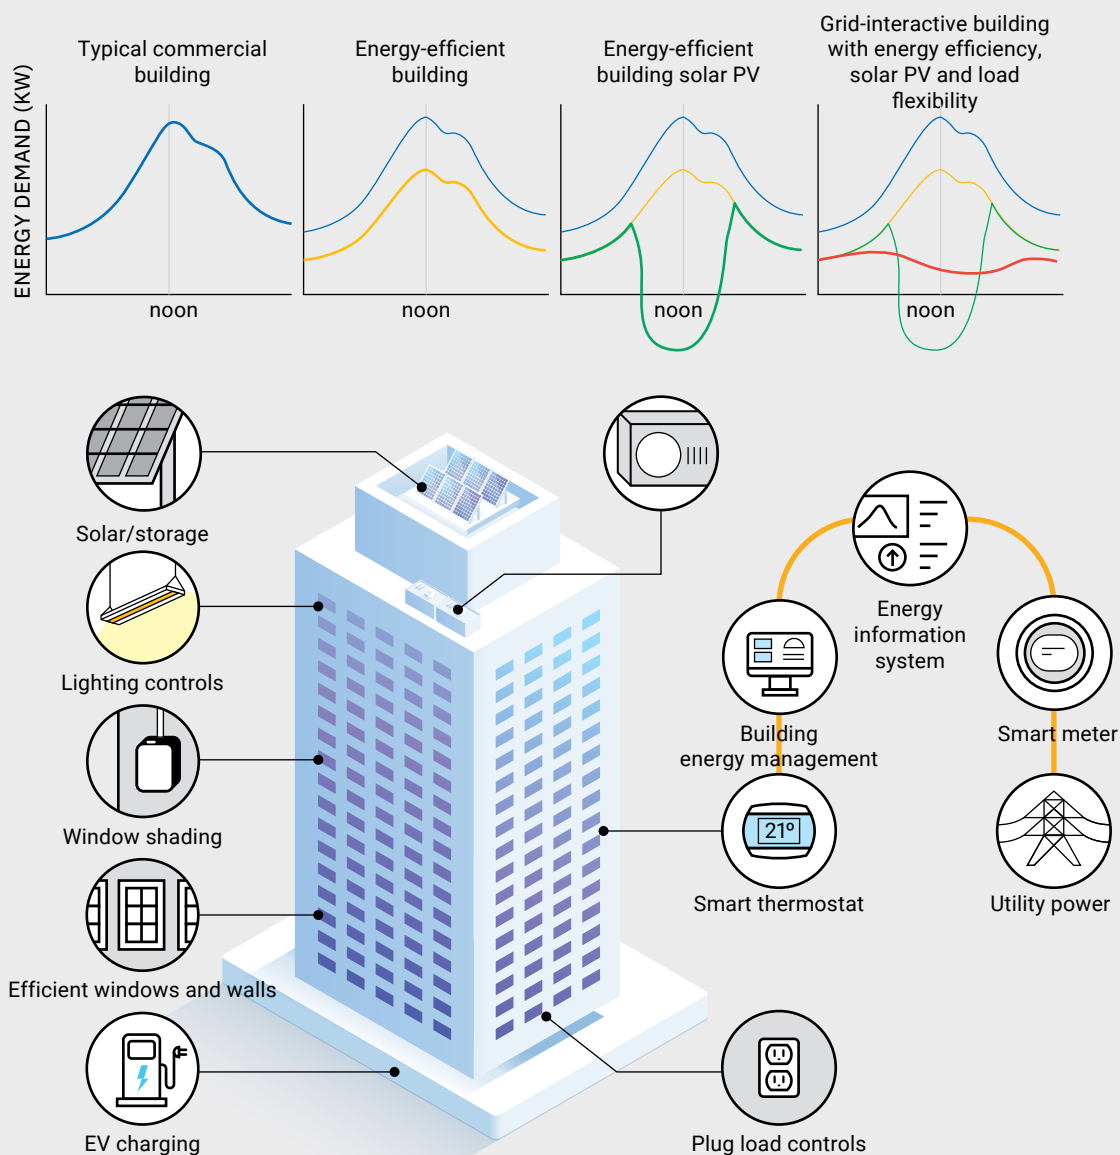 Typical commercial
building
Energy-efficient
building
Energy-efficient
building solar PV
Grid-interactive building
with energy efficiency,
solar PV and load
flexibility
ENERGY DEMAND (KW)
noon
noon
noon
noon
Solar/storage
Lighting controls
Window shading
Efficient windows and walls
EV charging
Energy
information
system
Building
energy management
Smart meter
21º
Smart thermostat
Utility power
Plug load controls